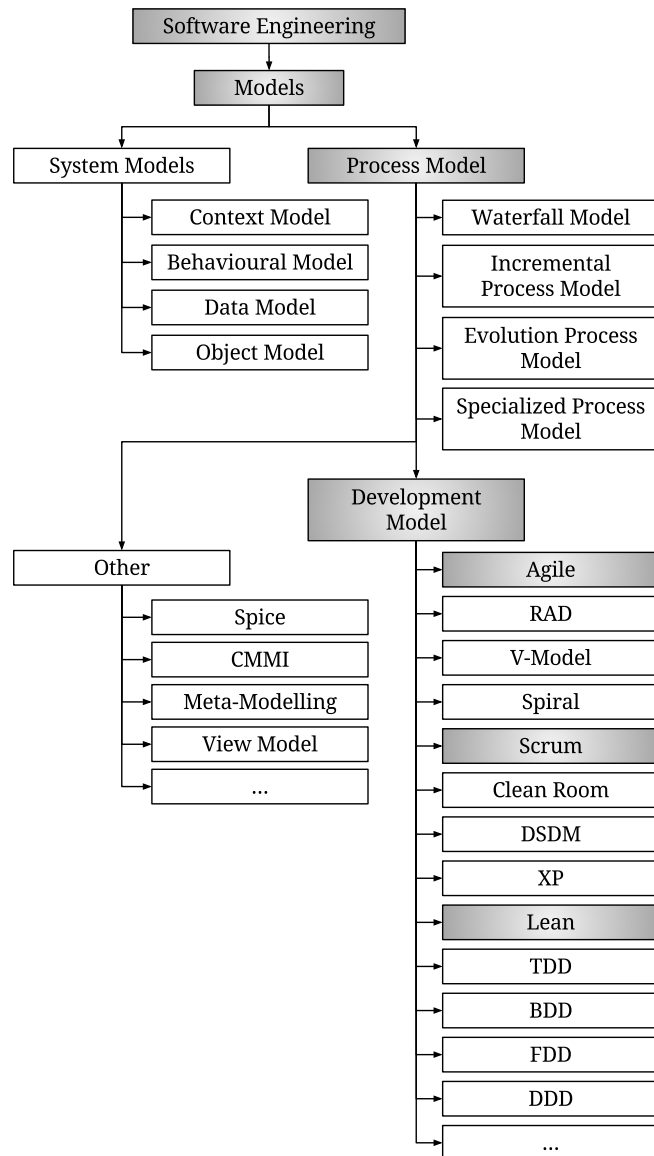 Software Engineering
Models
System Models
Process Model
Context Model
Behavioural Model
Data Model
Object Model
Waterfall Model
Incremental
Process Model
Evolution Process
Model
Specialized Process
Model
Other
Spice
CMMI
Meta-Modelling
View Model
...
Development
Model
Agile
RAD
V-Model
Spiral
Scrum
Clean Room
DSDM
XP
Lean
TDD
BDD
FDD
DDD
...